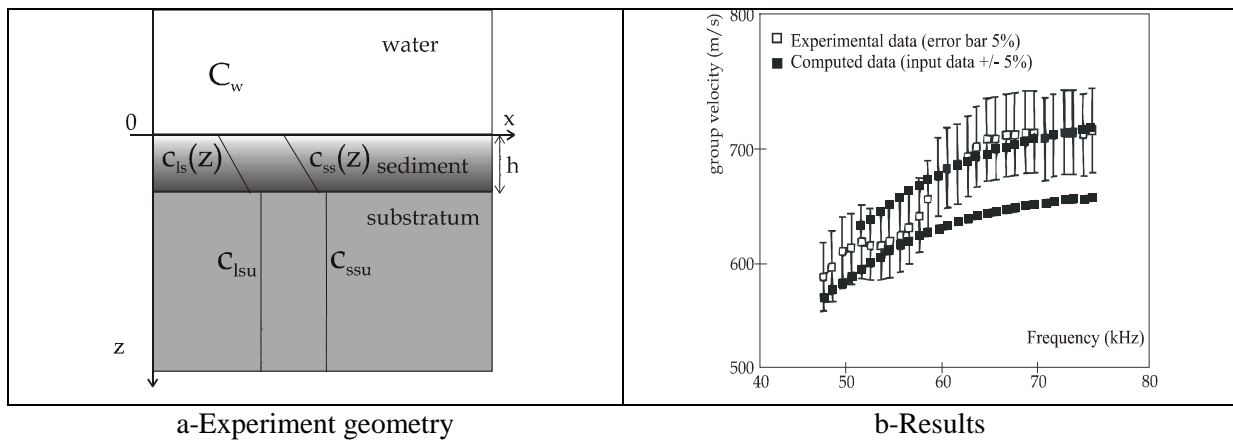 water
C_w
0
x
c_ls(z)
c_ss(z) sediment
h
substratum
c_lsu
c_ssu
z
a-Experiment geometry
group velocity (m/s)
800
700
600
500
Experimental data (error bar 5%)
Computed data (input data +/- 5%)
Frequency (kHz)
40 50 60 70 80
b-Results